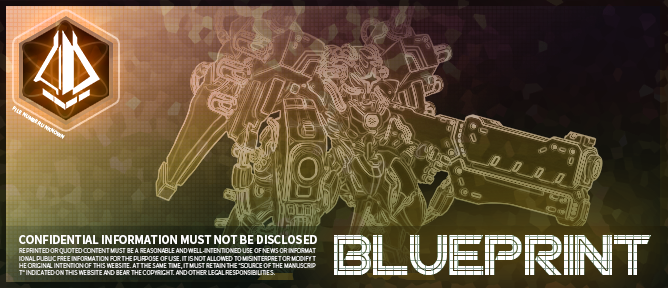 FILE NUMBER:UNKNOWN
CONFIDENTIAL INFORMATION MUST NOT BE DISCLOSED
REPRINTED OR QUOTED CONTENT MUST BE A REASONABLE AND WELL-INTENTIONED USE OF NEWS OR INFORMAT
IONAL PUBLIC FREE INFORMATION FOR THE PURPOSE OF USE. IT IS NOT ALLOWED TO MISINTERPRET OR MODIFY T
HE ORIGINAL INTENTION OF THIS WEBSITE. AT THE SAME TIME, IT MUST RETAIN THE "SOURCE OF THE MANUSCRIP
T" INDICATED ON THIS WEBSITE AND BEAR THE COPYRIGHT. AND OTHER LEGAL RESPONSIBILITIES.
BLUEPRINT